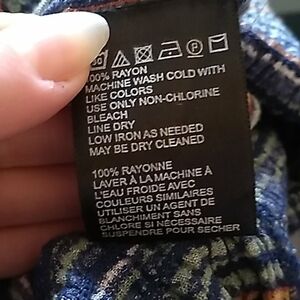 30
P
100% RAYON
MACHINE WASH COLD WITH
LIKE COLORS
USE ONLY NON-CHLORINE
BLEACH
LINE DRY
LOW IRON AS NEEDED
MAY BE DRY CLEANED
100% RAYONNE
LAVER À LA MACHINE À
L'EAU FROIDE AVEC
COULEURS SIMILAIRES
UTILISER UN AGENT DE
BLANCHIMENT SANS
CHLORE SI NÉCESSAIRE
SUSPENDRE POUR SÉCHER